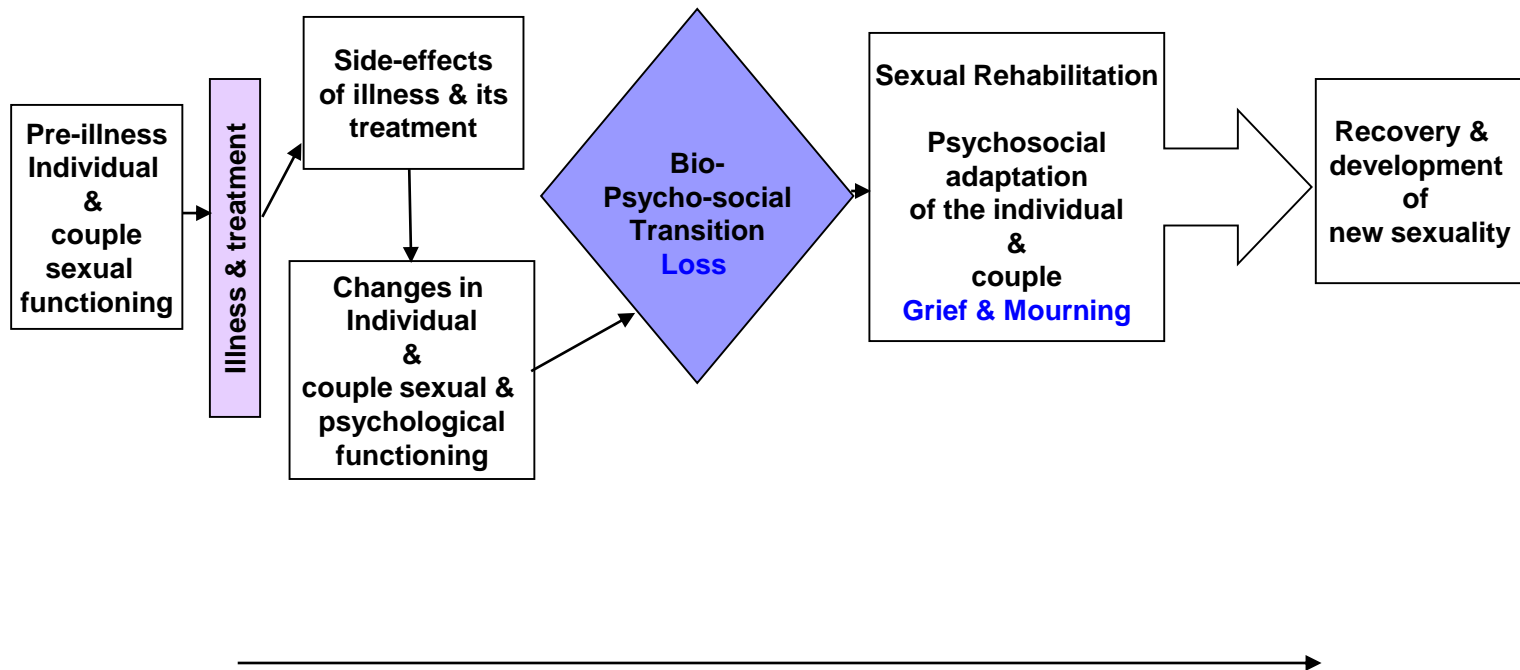 Pre-illness
Individual
&
couple
sexual
functioning
Illness & treatment
Side-effects
of illness & its
treatment
Changes in
Individual
&
couple sexual &
psychological
functioning
Bio-
Psycho-social
Transition
Loss
Sexual Rehabilitation
Psychosocial
adaptation
of the individual
&
couple
Grief & Mourning
Recovery &
development
of
new sexuality